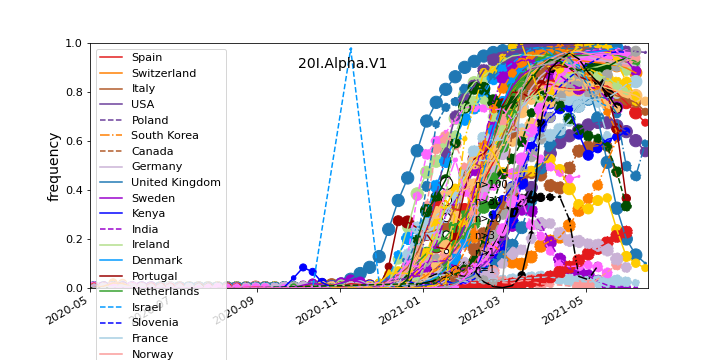 20I.Alpha.V1
frequency
1.0
0.8
0.6
0.4
0.2
0.0
Spain
Switzerland
Italy
USA
Poland
South Korea
Canada
Germany
United Kingdom
Sweden
Kenya
India
Ireland
Denmark
Portugal
Netherlands
Israel
Slovenia
France
Norway
n>100
n>3
n=1
2020-05
2020-09
2020-11
2021-01
2021-03
2021-05